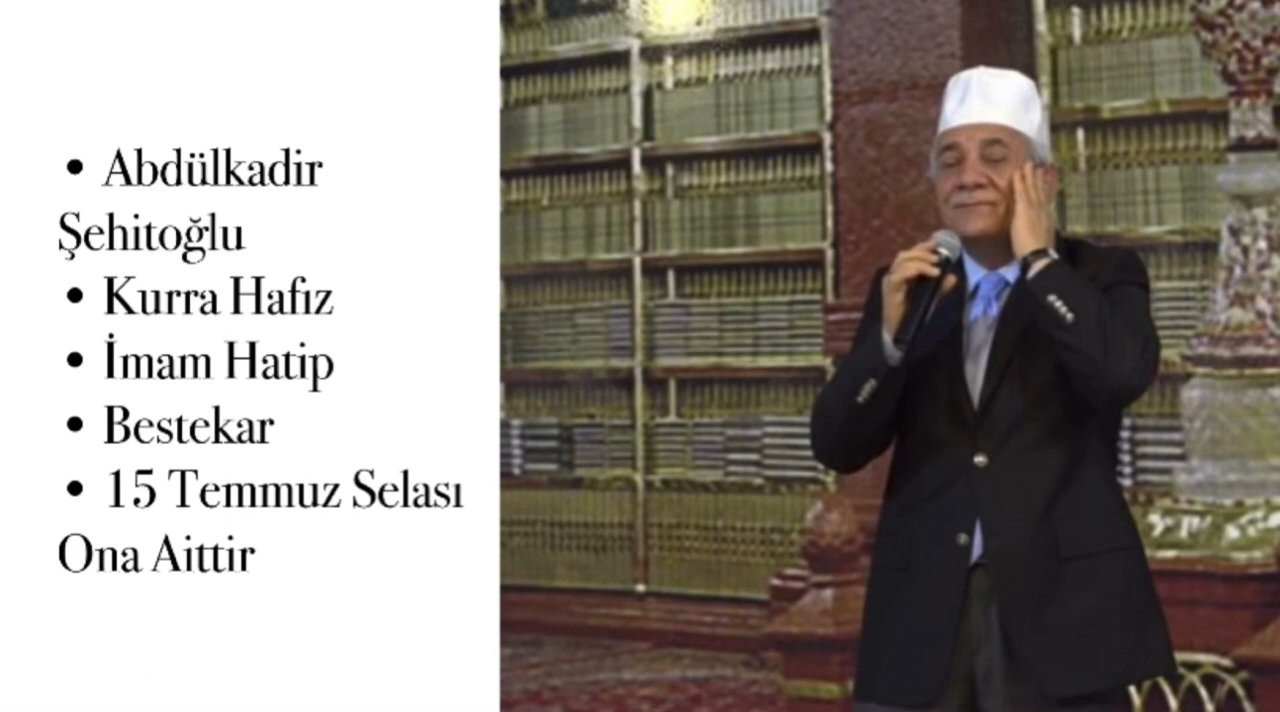 • Abdülkadir
Şehitoğlu
• Kurra Hafız
• İmam Hatip
• Bestekar
• 15 Temmuz Selası
Ona Aittir